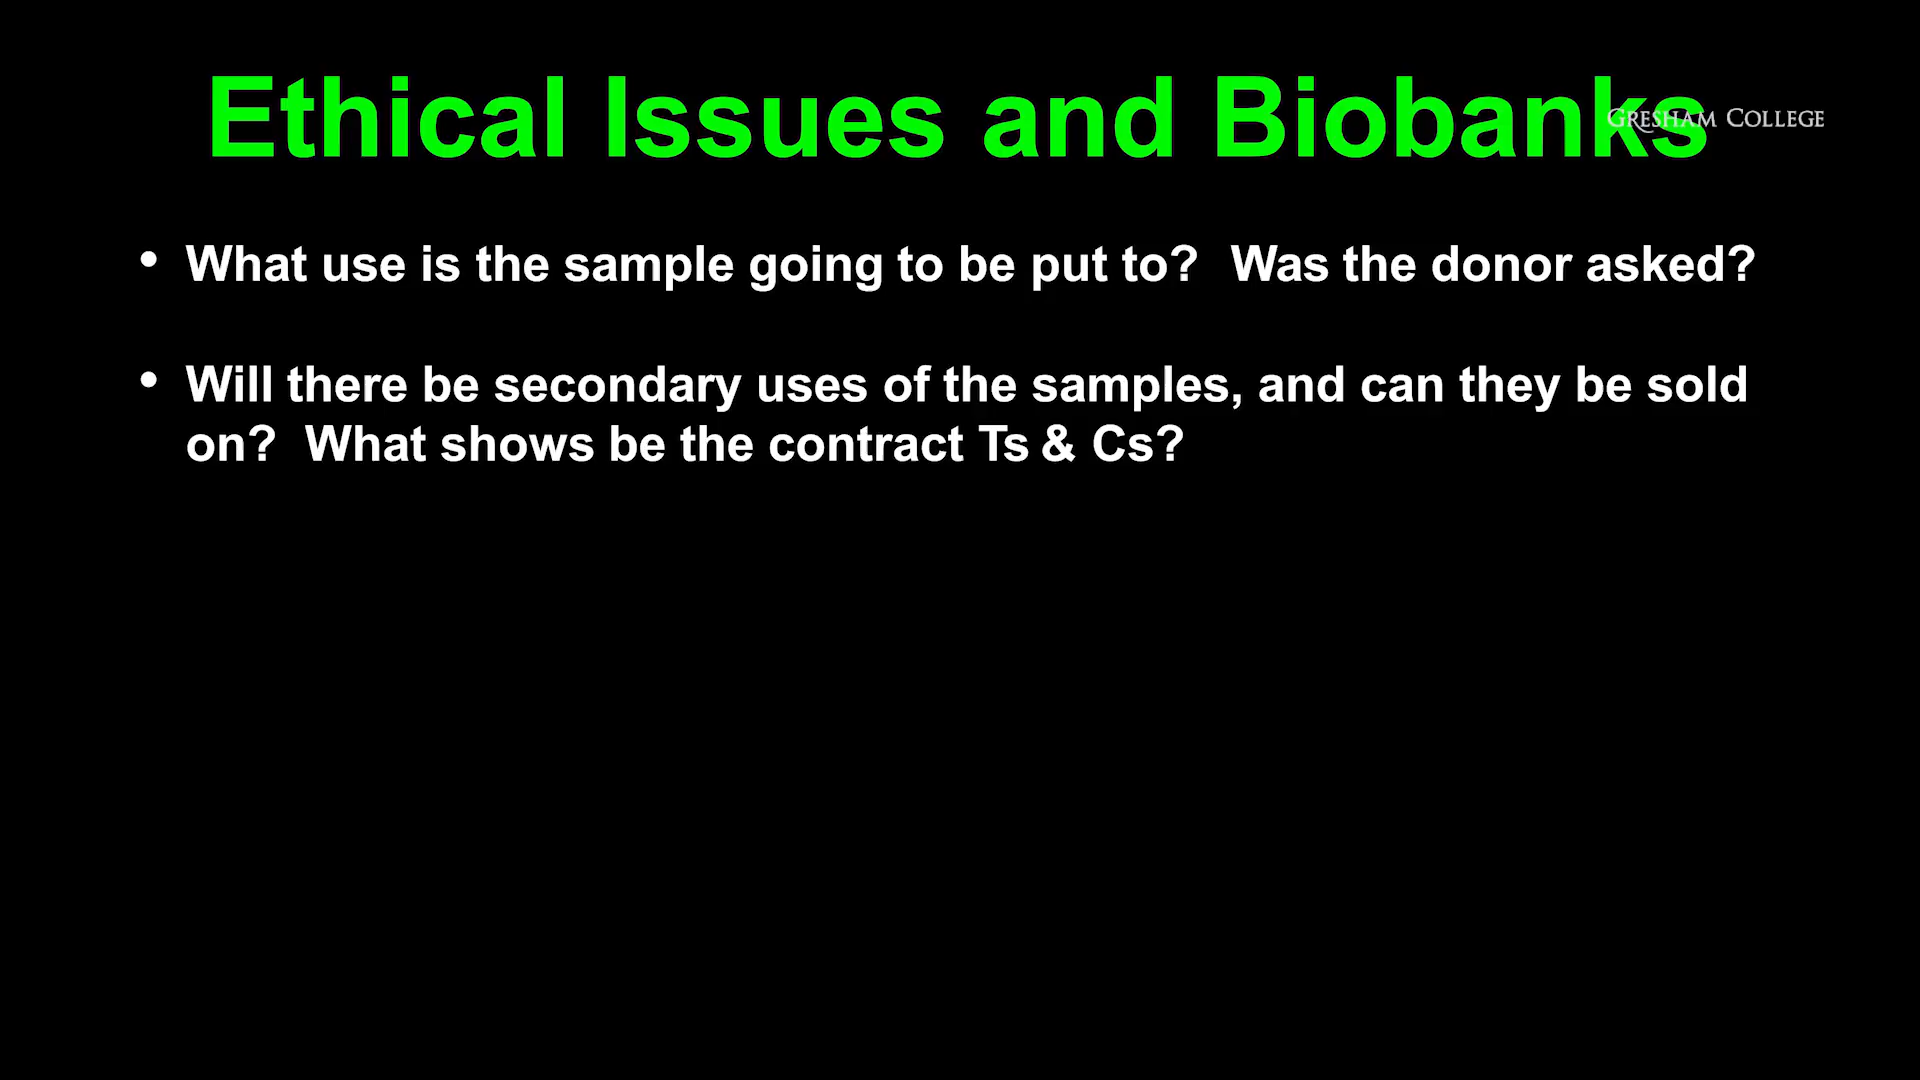 Ethical Issues and Biobanks
GRESHAM COLLEGE
• What use is the sample going to be put to?  Was the donor asked?
• Will there be secondary uses of the samples, and can they be sold
on?  What shows be the contract Ts & Cs?